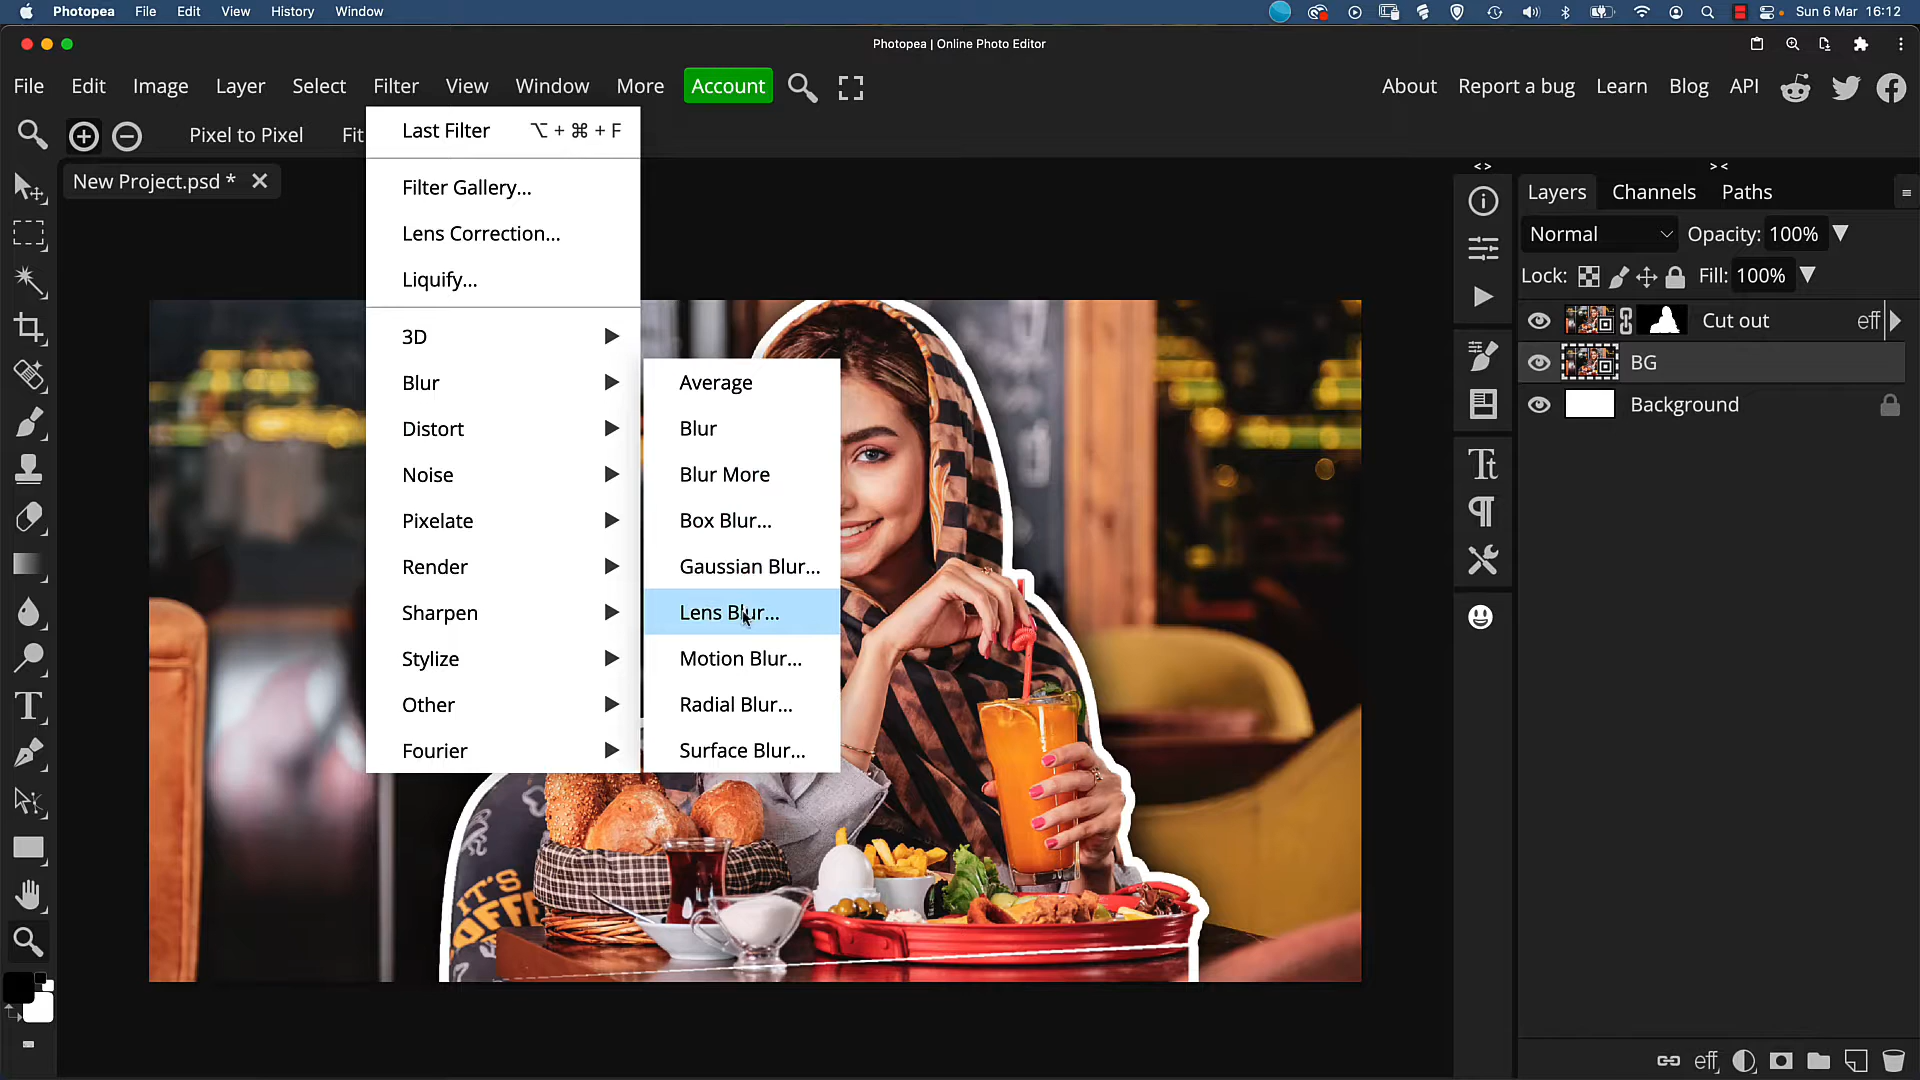 Photopea File Edit View History Window Sun 6 Mar 16:12
Photopea | Online Photo Editor
File Edit Image Layer Select Filter View Window More Account About Report a bug Learn Blog API
Pixel to Pixel Fit
New Project.psd *
Last Filter ⌥ + ⌘ + F
Filter Gallery...
Lens Correction...
Liquify...
3D
Blur
Distort
Noise
Pixelate
Render
Sharpen
Stylize
Other
Fourier
Average
Blur
Blur More
Box Blur...
Gaussian Blur...
Lens Blur...
Motion Blur...
Radial Blur...
Surface Blur...
IT'S
Layers Channels Paths
Normal Opacity: 100%
Lock: Fill: 100%
Cut out eff
BG
Background
eff